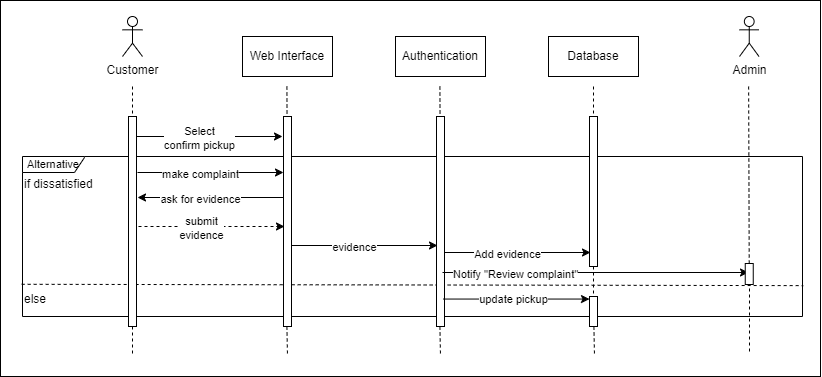 Customer
Web Interface
Authentication
Database
Admin
Select
confirm pickup
Alternative
if dissatisfied
make complaint
ask for evidence
submit
evidence
evidence
Add evidence
Notify "Review complaint"
else
update pickup